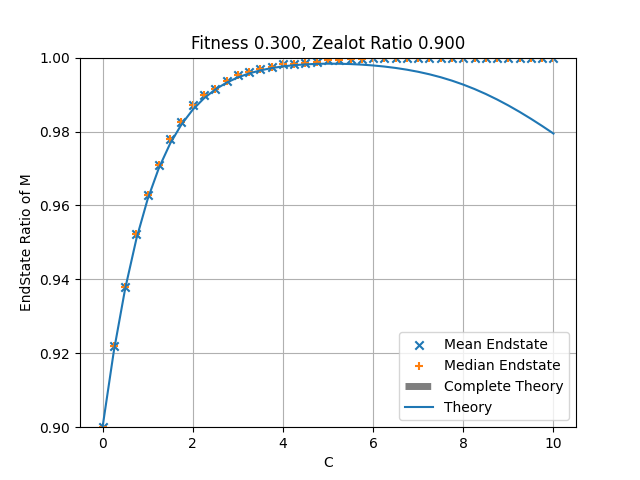 Fitness 0.300, Zealot Ratio 0.900
1.00
0.98
0.96
0.94
0.92
0.90
EndState Ratio of M
Mean Endstate
Median Endstate
Complete Theory
Theory
0 2 4 6 8 10
C